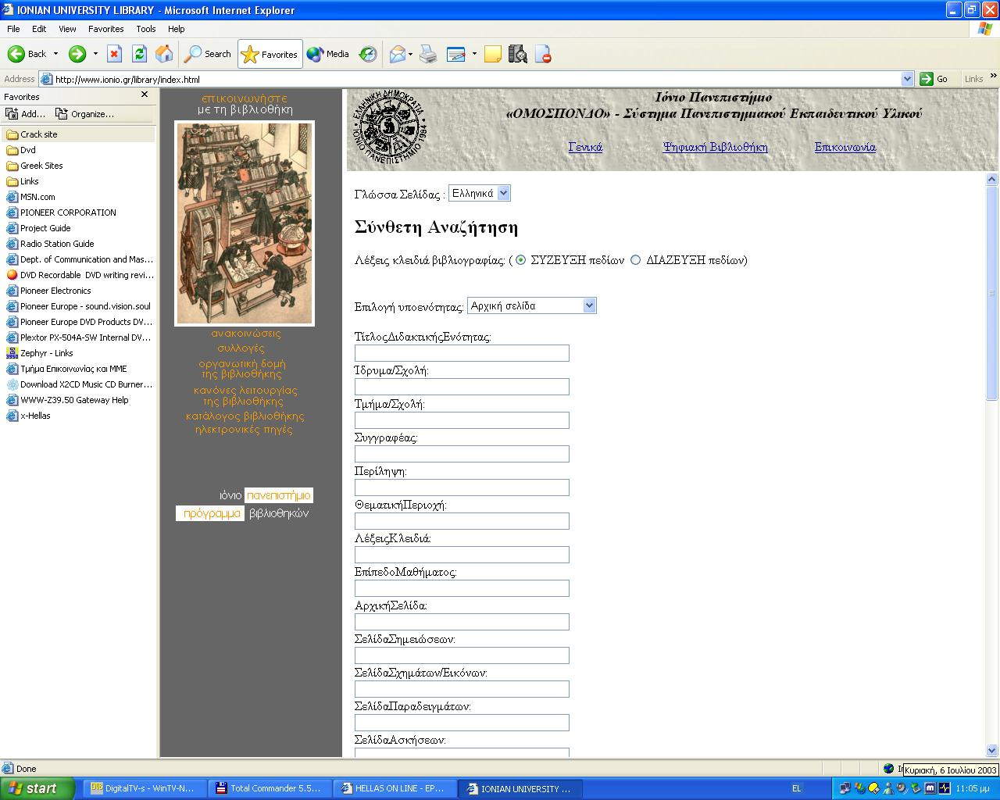 IONIAN UNIVERSITY LIBRARY - Microsoft Internet Explorer
File Edit View Favorites Tools Help
Back Search Favorites Media
Address http://www.ionio.gr/library/index.html Go Links »
Favorites
Add... Organize...
Crack site
Dvd
Greek Sites
Links
MSN.com
PIONEER CORPORATION
Project Guide
Radio Station Guide
Dept. of Communication and Mas...
DVD Recordable DVD writing revi...
Pioneer Electronics
Pioneer Europe - sound.vision.soul
Pioneer Europe DVD Products DV...
Plextor PX-504A-SW Internal DV...
Zephyr - Links
Τμήμα Επικοινωνίας και ΜΜΕ
Download X2CD Music CD Burner...
WWW-Z39.50 Gateway Help
x-Hellas
επικοινωνήστε
με τη βιβλιοθήκη
ανακοινώσεις
συλλογές
οργανωτική δομή
της βιβλιοθήκης
κανόνες λειτουργίας
της βιβλιοθήκης
κατάλογος βιβλιοθήκης
ηλεκτρονικές πηγές
ιόνιο πανεπιστήμιο
πρόγραμμα βιβλιοθηκών
ΕΛΛΗΝΙΚΗ ΔΗΜΟΚΡΑΤΙΑ
ΙΟΝΙΟ ΠΑΝΕΠΙΣΤΗΜΙΟ 1984
Ιόνιο Πανεπιστήμιο
«ΟΜΟΣΠΟΝΔΟ» - Σύστημα Πανεπιστημιακού Εκπαιδευτικού Υλικού
Γενικά Ψηφιακή Βιβλιοθήκη Επικοινωνία
Γλώσσα Σελίδας : Ελληνικά
Σύνθετη Αναζήτηση
Λέξεις κλειδιά βιβλιογραφίας: ( ΣΥΖΕΥΞΗ πεδίων ΔΙΑΖΕΥΞΗ πεδίων)
Επιλογή υποενότητας: Αρχική σελίδα
ΤίτλοςΔιδακτικήςΕνότητας:
Ίδρυμα/Σχολή:
Τμήμα/Σχολή:
Συγγραφέας:
Περίληψη:
ΘεματικήΠεριοχή:
ΛέξειςΚλειδιά:
ΕπίπεδοΜαθήματος:
ΑρχικήΣελίδα:
ΣελίδαΣημειώσεων:
ΣελίδαΣχημάτων/Εικόνων:
ΣελίδαΠαραδειγμάτων:
ΣελίδαΑσκήσεων:
Done
Κυριακή, 6 Ιουλίου 2003
start DigitalTV-s - WinTV-N... Total Commander 5.5... HELLAS ON LINE - EP... IONIAN UNIVERSITY ... EL 11:05 μμ